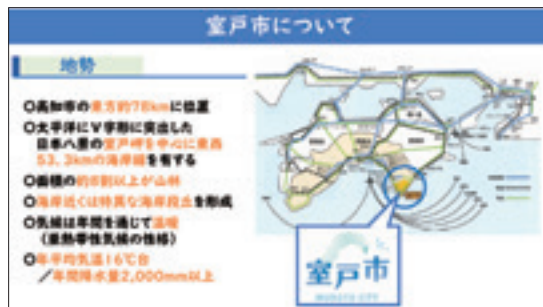 室戸市について
地勢
○高知市の東方約78kmに位置
○太平洋にV字形に突出した
日本八景の室戸岬を中心に東西
53.3kmの海岸線を有する
○面積の約8割以上が山林
○海岸近くは特異な海岸段丘を形成
○気候は年間を通じて温暖
(亜熱帯性気候の性格)
○年平均気温16℃台
/年間降水量2,000mm以上
室戸市
MUROTO CITY